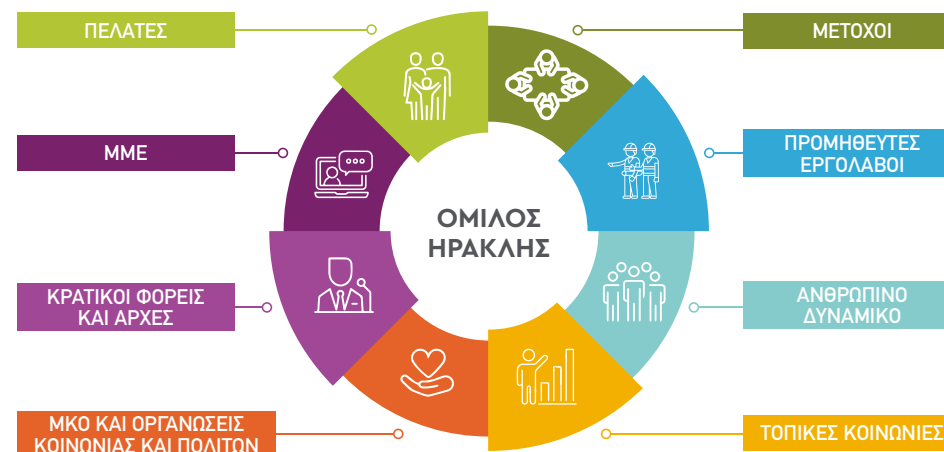 ΠΕΛΑΤΕΣ
ΜΕΤΟΧΟΙ
ΜΜΕ
ΠΡΟΜΗΘΕΥΤΕΣ
ΕΡΓΟΛΑΒΟΙ
ΟΜΙΛΟΣ
ΗΡΑΚΛΗΣ
ΚΡΑΤΙΚΟΙ ΦΟΡΕΙΣ
ΚΑΙ ΑΡΧΕΣ
ΑΝΘΡΩΠΙΝΟ
ΔΥΝΑΜΙΚΟ
ΜΚΟ ΚΑΙ ΟΡΓΑΝΩΣΕΙΣ
ΚΟΙΝΩΝΙΑΣ ΚΑΙ ΠΟΛΙΤΩΝ
ΤΟΠΙΚΕΣ ΚΟΙΝΩΝΙΕΣ